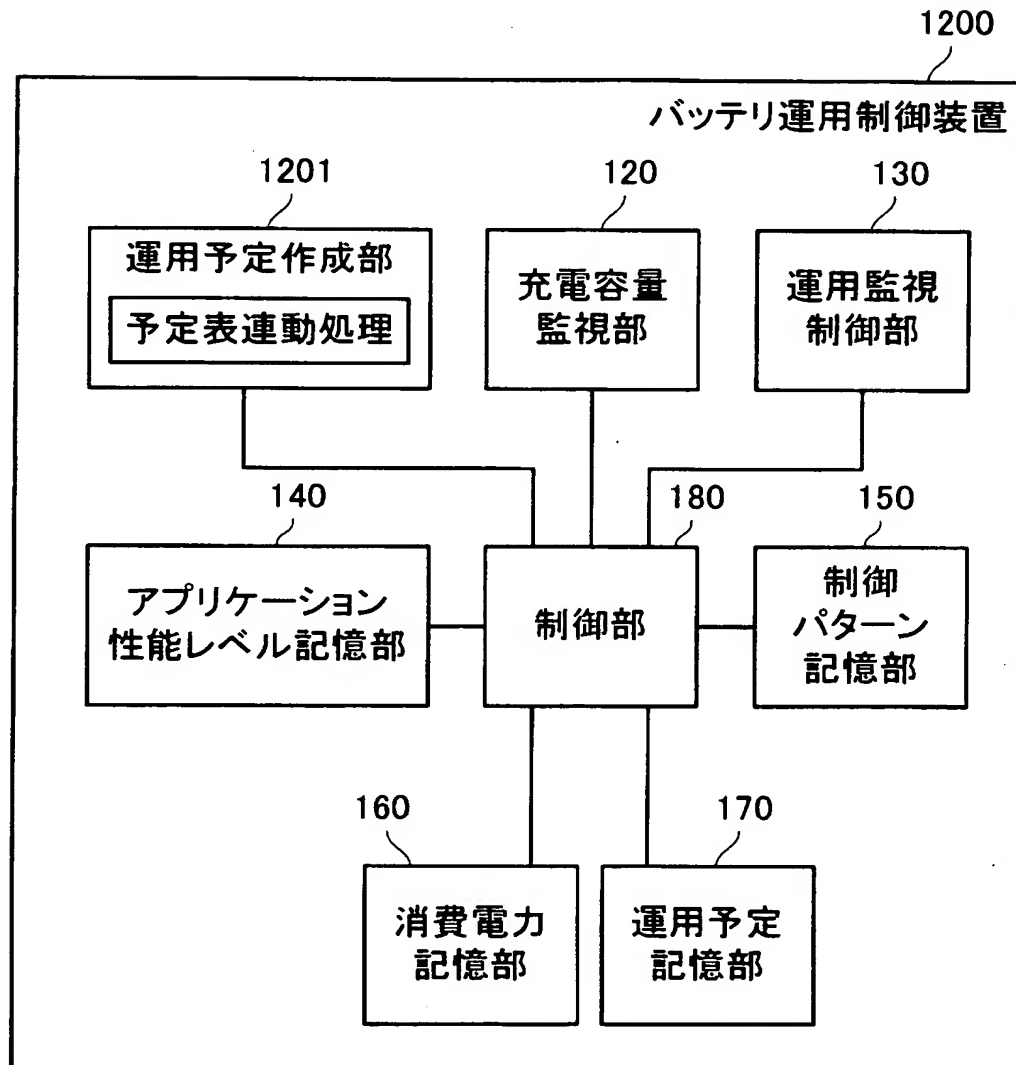 1200
バッテリ運用制御装置
1201
運用予定作成部
予定表連動処理
120
充電容量
監視部
130
運用監視
制御部
140
アプリケーション
性能レベル記憶部
180
制御部
150
制御
パターン
記憶部
160
消費電力
記憶部
170
運用予定
記憶部